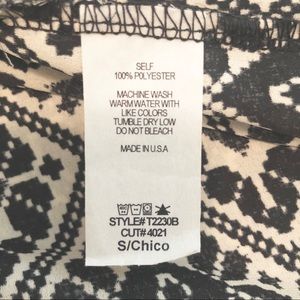 SELF
100% POLYESTER
MACHINE WASH
WARM WATER WITH
LIKE COLORS
TUMBLE DRY LOW
DO NOT BLEACH
MADE IN U.S.A
STYLE# T2230B
CUT# 4021
S/Chico